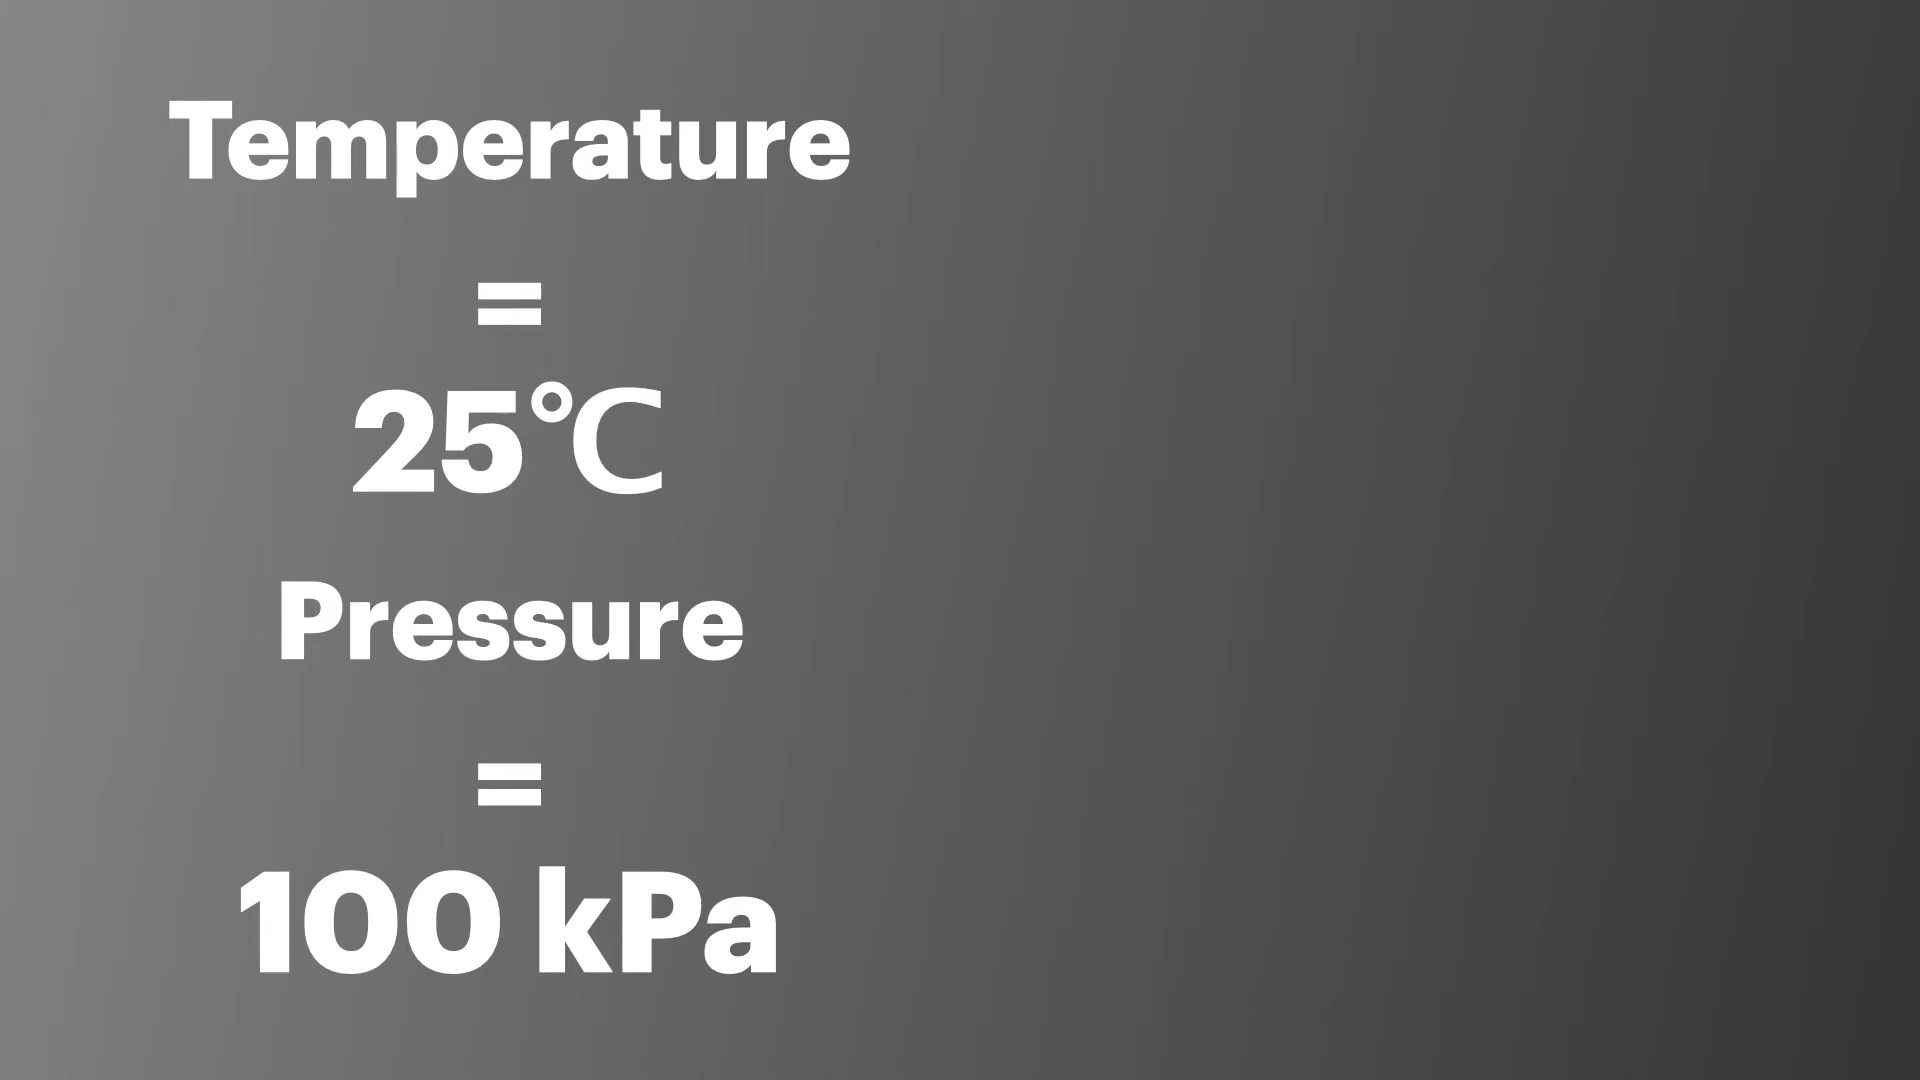 Temperature
=
25℃
Pressure
=
100 kPa